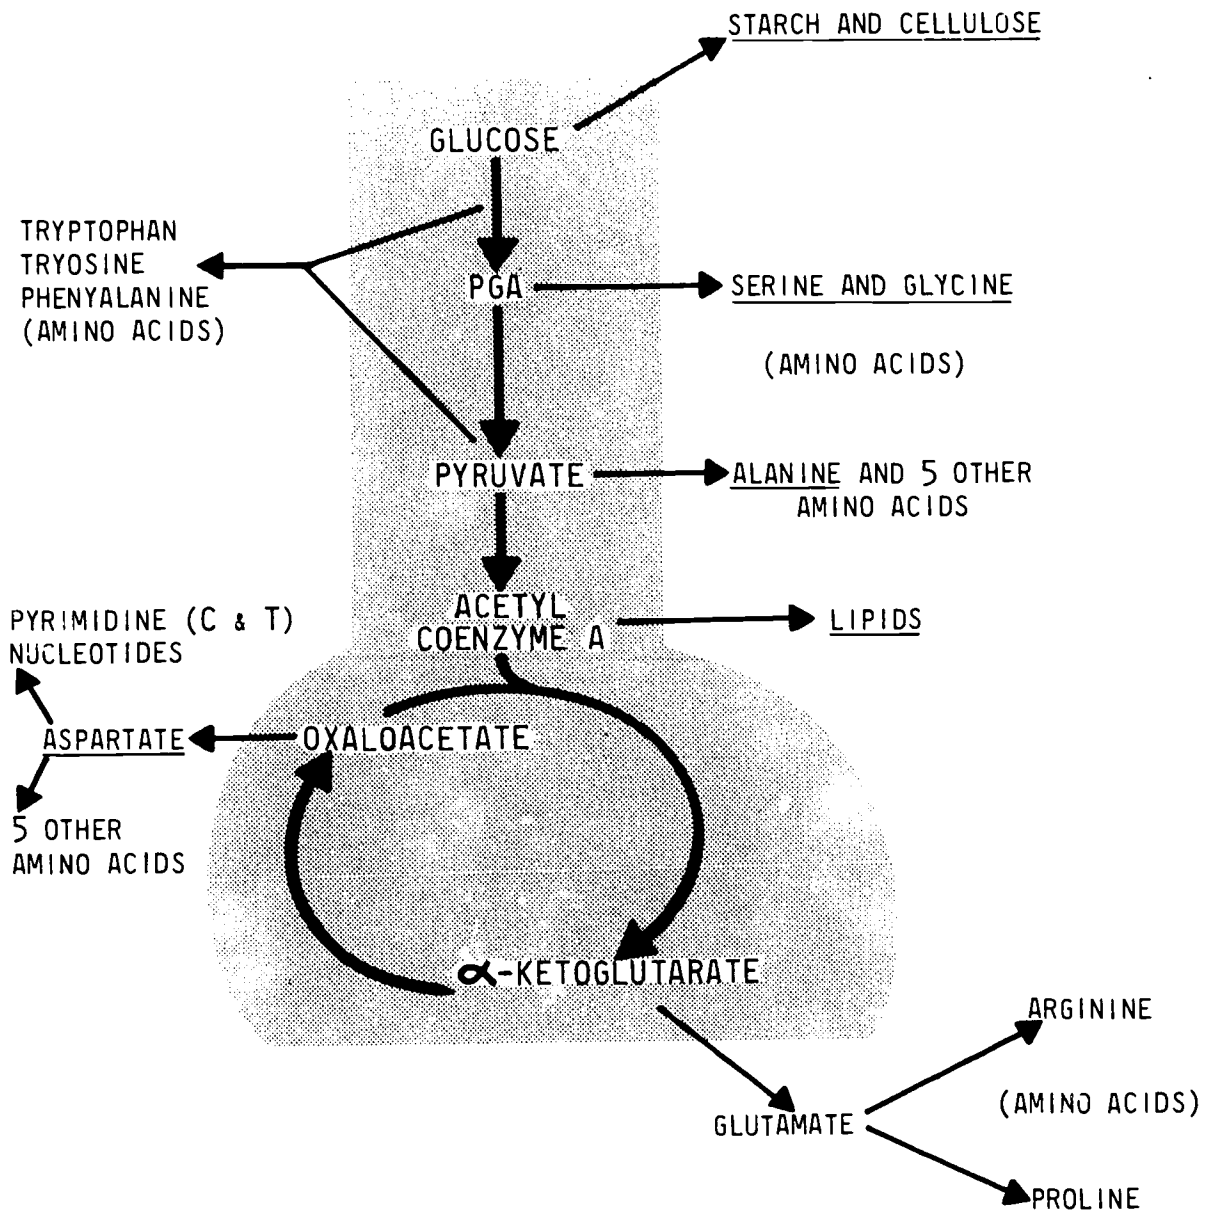 STARCH AND CELLULOSE
GLUCOSE
TRYPTOPHAN
TRYOSINE
PHENYALANINE
(AMINO ACIDS)
PGA
SERINE AND GLYCINE
(AMINO ACIDS)
PYRUVATE
ALANINE AND 5 OTHER
AMINO ACIDS
ACETYL
COENZYME A
LIPIDS
PYRIMIDINE (C & T)
NUCLEOTIDES
ASPARTATE
OXALOACETATE
5 OTHER
AMINO ACIDS
α-KETOGLUTARATE
ARGININE
(AMINO ACIDS)
GLUTAMATE
PROLINE